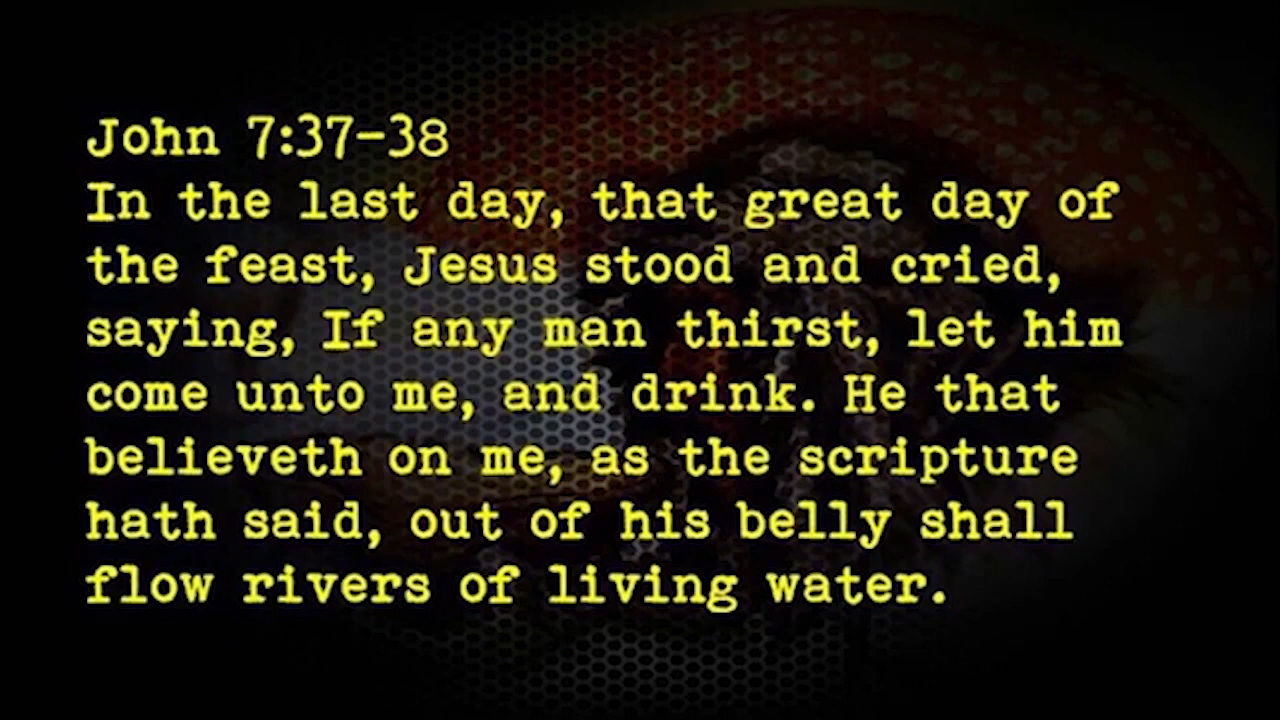 John 7:37-38
In the last day, that great day of
the feast, Jesus stood and cried,
saying, If any man thirst, let him
come unto me, and drink. He that
believeth on me, as the scripture
hath said, out of his belly shall
flow rivers of living water.